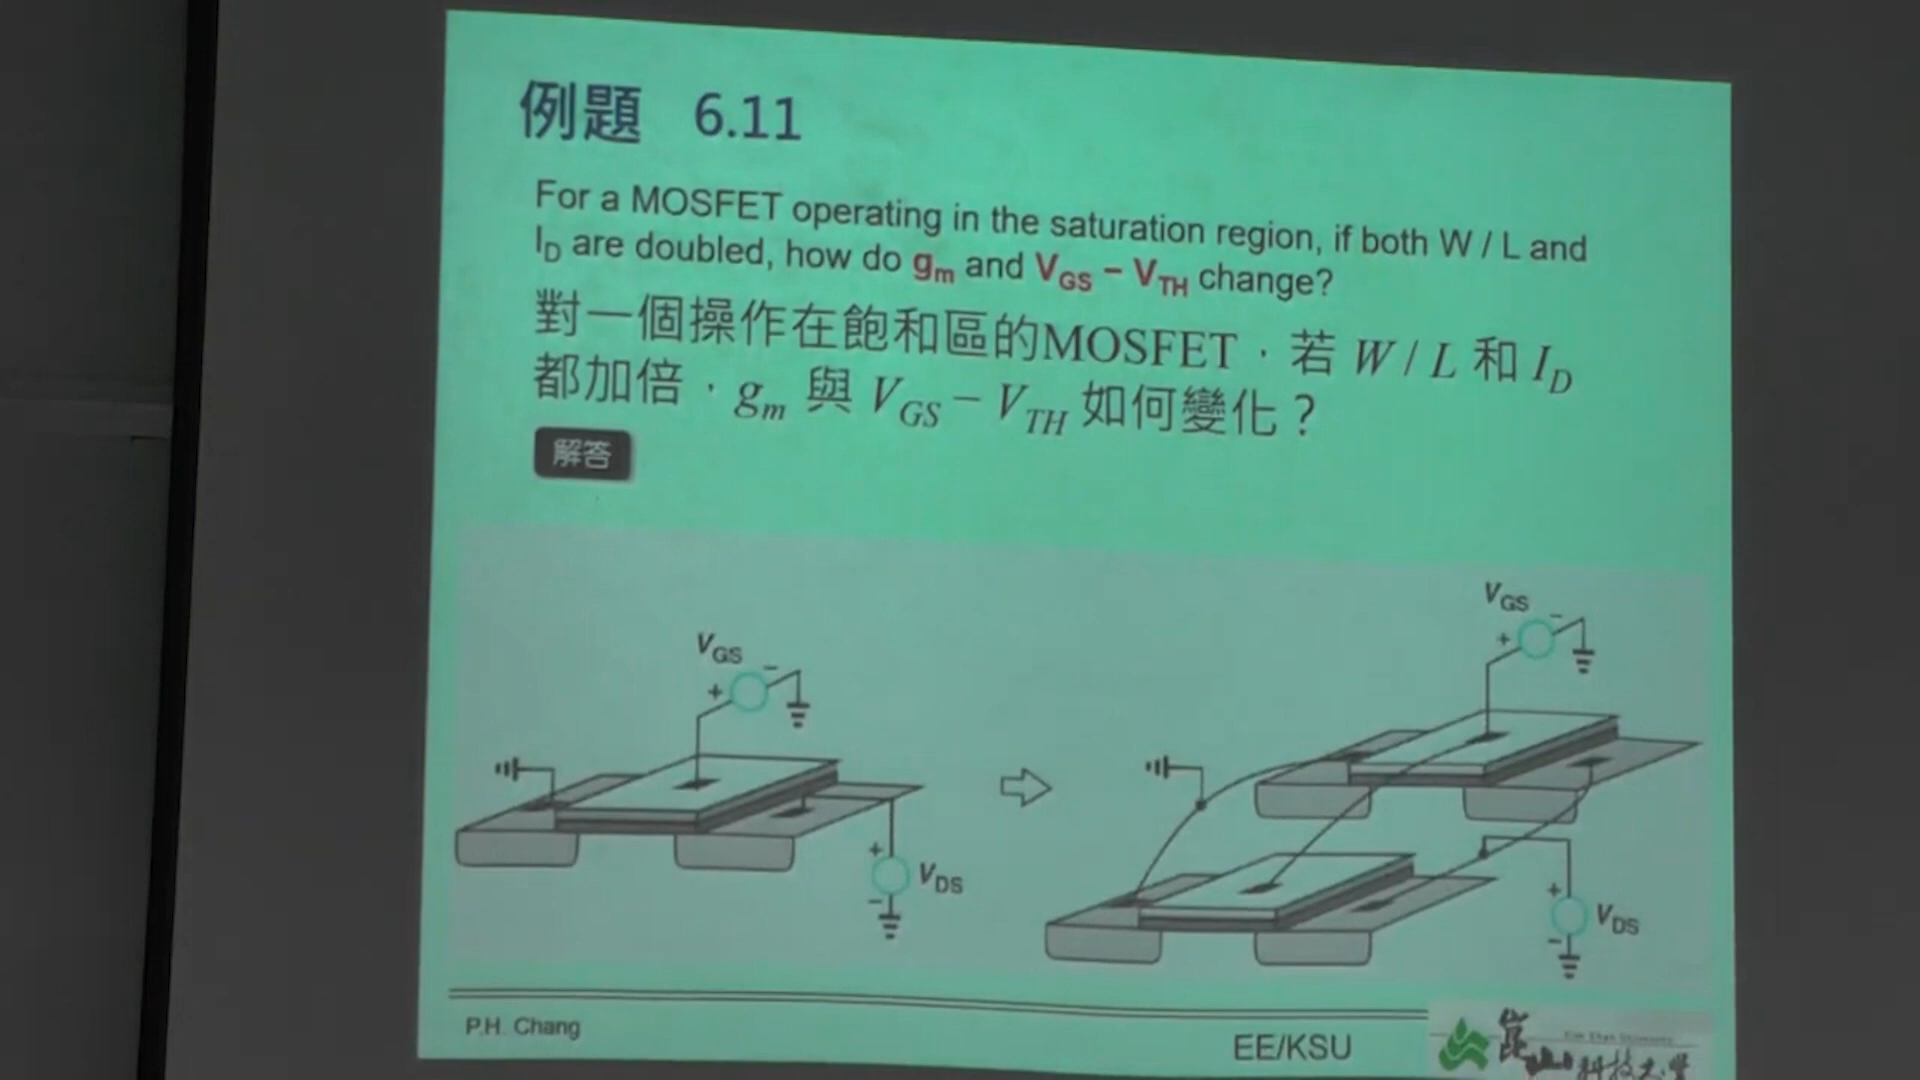 例題 6.11
For a MOSFET operating in the saturation region, if both W / L and
I_D are doubled, how do g_m and V_GS – V_TH change?
對一個操作在飽和區的MOSFET，若 W / L 和 I_D
都加倍，g_m 與 V_GS – V_TH 如何變化？
解答
V_GS
+ –
V_GS
+ –
+
V_DS
–
+
V_DS
–
P.H. Chang
EE/KSU
崑山科技大學